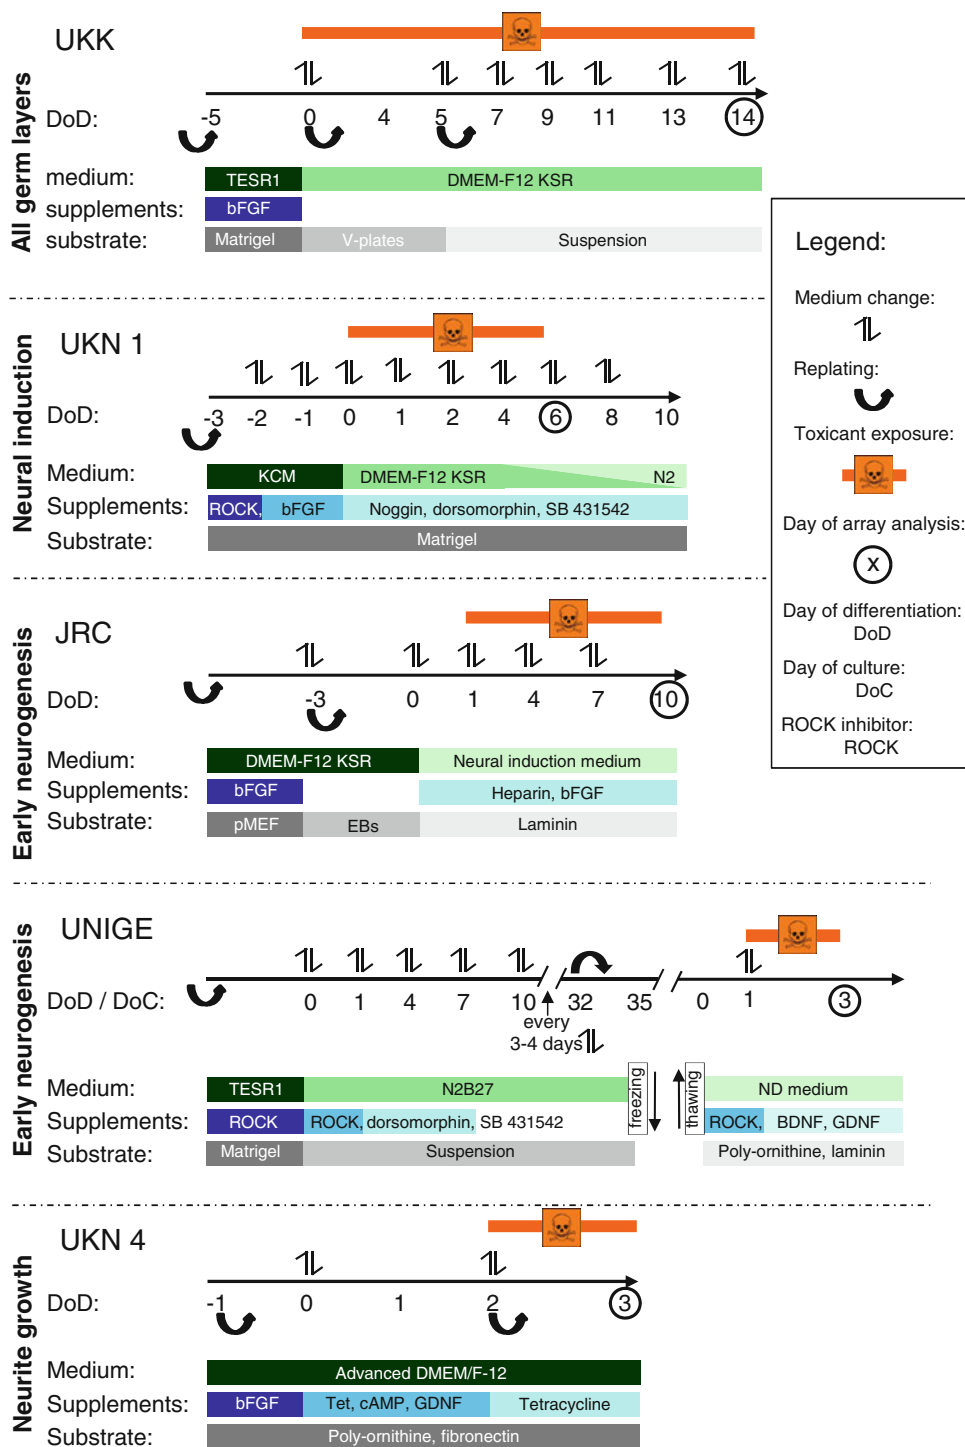 UKK
DoD:
-5 0 4 5 7 9 11 13 14
medium:
TESR1 DMEM-F12 KSR
supplements:
bFGF
substrate:
Matrigel V-plates Suspension
All germ layers
UKN 1
DoD:
-3 -2 -1 0 1 2 4 6 8 10
Medium:
KCM DMEM-F12 KSR N2
Supplements:
ROCK, bFGF Noggin, dorsomorphin, SB 431542
Substrate:
Matrigel
Neural induction
JRC
DoD:
-3 0 1 4 7 10
Medium:
DMEM-F12 KSR Neural induction medium
Supplements:
bFGF Heparin, bFGF
Substrate:
pMEF EBs Laminin
Early neurogenesis
UNIGE
DoD / DoC:
0 1 4 7 10 32 35 0 1 3
every
3-4 days
Medium:
TESR1 N2B27 ND medium
Supplements:
ROCK ROCK, dorsomorphin, SB 431542 ROCK, BDNF, GDNF
Substrate:
Matrigel Suspension Poly-ornithine, laminin
freezing
thawing
Early neurogenesis
UKN 4
DoD:
-1 0 1 2 3
Medium:
Advanced DMEM/F-12
Supplements:
bFGF Tet, cAMP, GDNF Tetracycline
Substrate:
Poly-ornithine, fibronectin
Neurite growth
Legend:
Medium change:
Replating:
Toxicant exposure:
Day of array analysis:
X
Day of differentiation:
DoD
Day of culture:
DoC
ROCK inhibitor:
ROCK